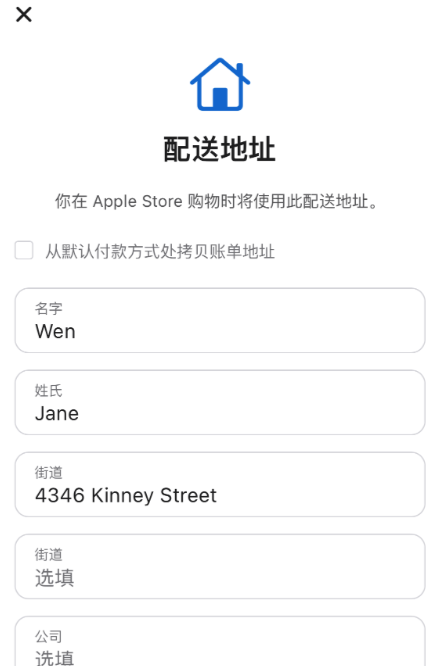 配送地址
你在 Apple Store 购物时将使用此配送地址。
从默认付款方式处拷贝账单地址
名字
Wen
姓氏
Jane
街道
4346 Kinney Street
街道
选填
公司
选填